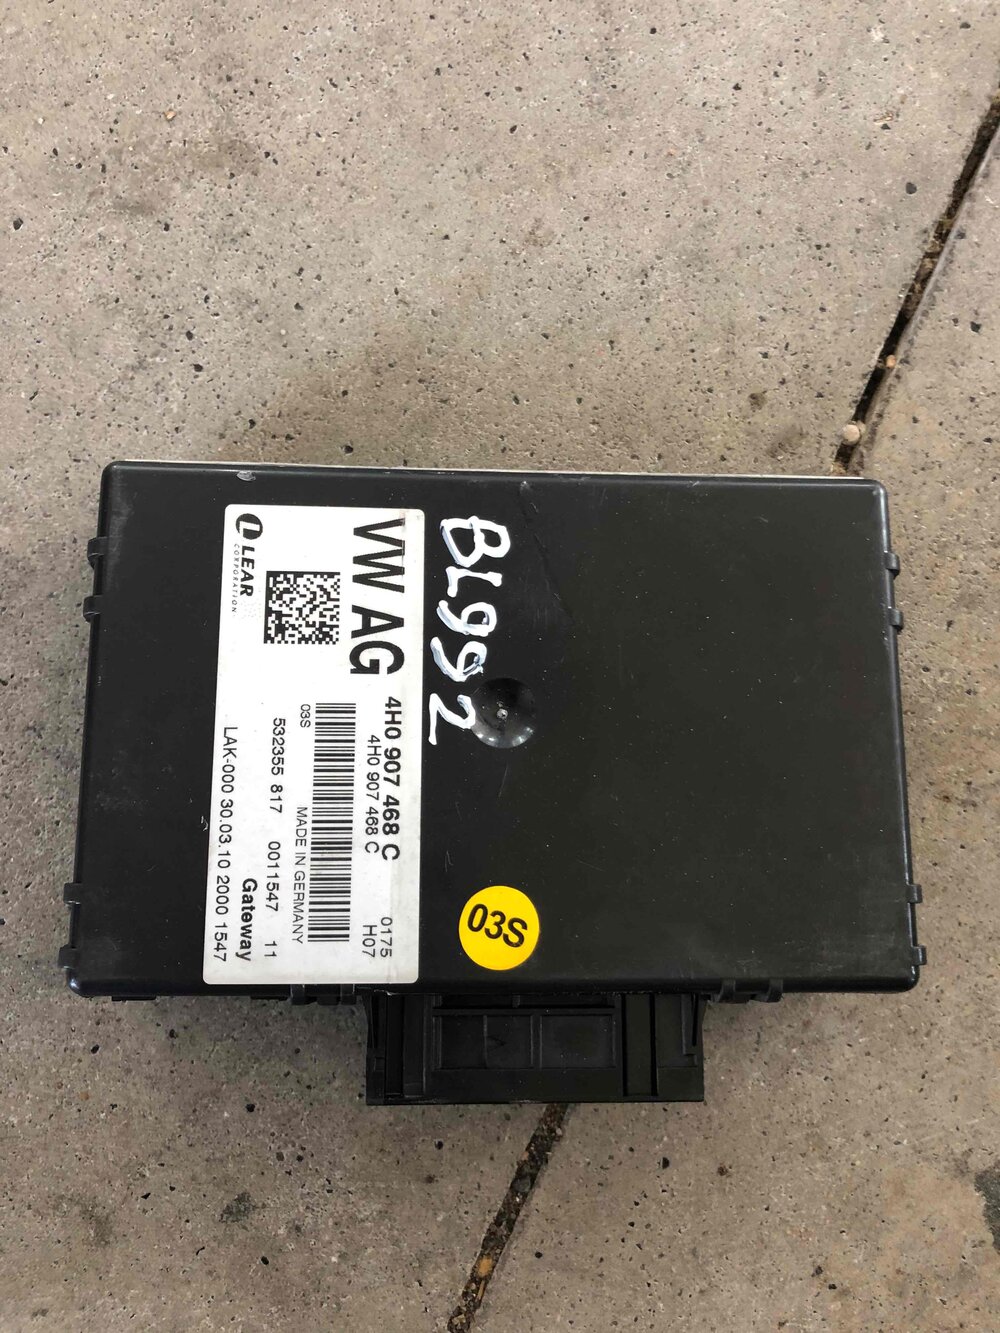 BL992
VW AG
4H0 907 468 C
0175
4H0 907 468 C
H07
LEAR
CORPORATION
03S
MADE IN GERMANY
532355 817 0011547 11
Gateway
LAK-000 30.03.10 2000 1547
03S